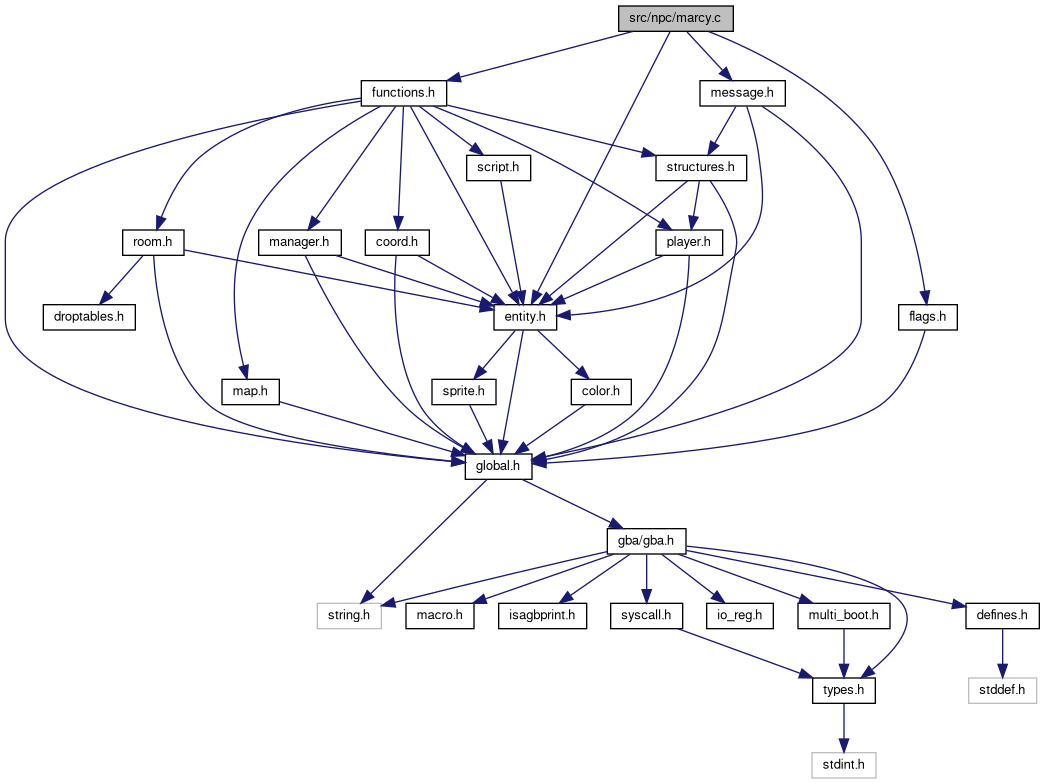 src/npc/marcy.c
functions.h
message.h
script.h
structures.h
room.h
manager.h
coord.h
player.h
droptables.h
entity.h
flags.h
map.h
sprite.h
color.h
global.h
gba/gba.h
string.h
macro.h
isagbprint.h
syscall.h
io_reg.h
multi_boot.h
defines.h
types.h
stddef.h
stdint.h